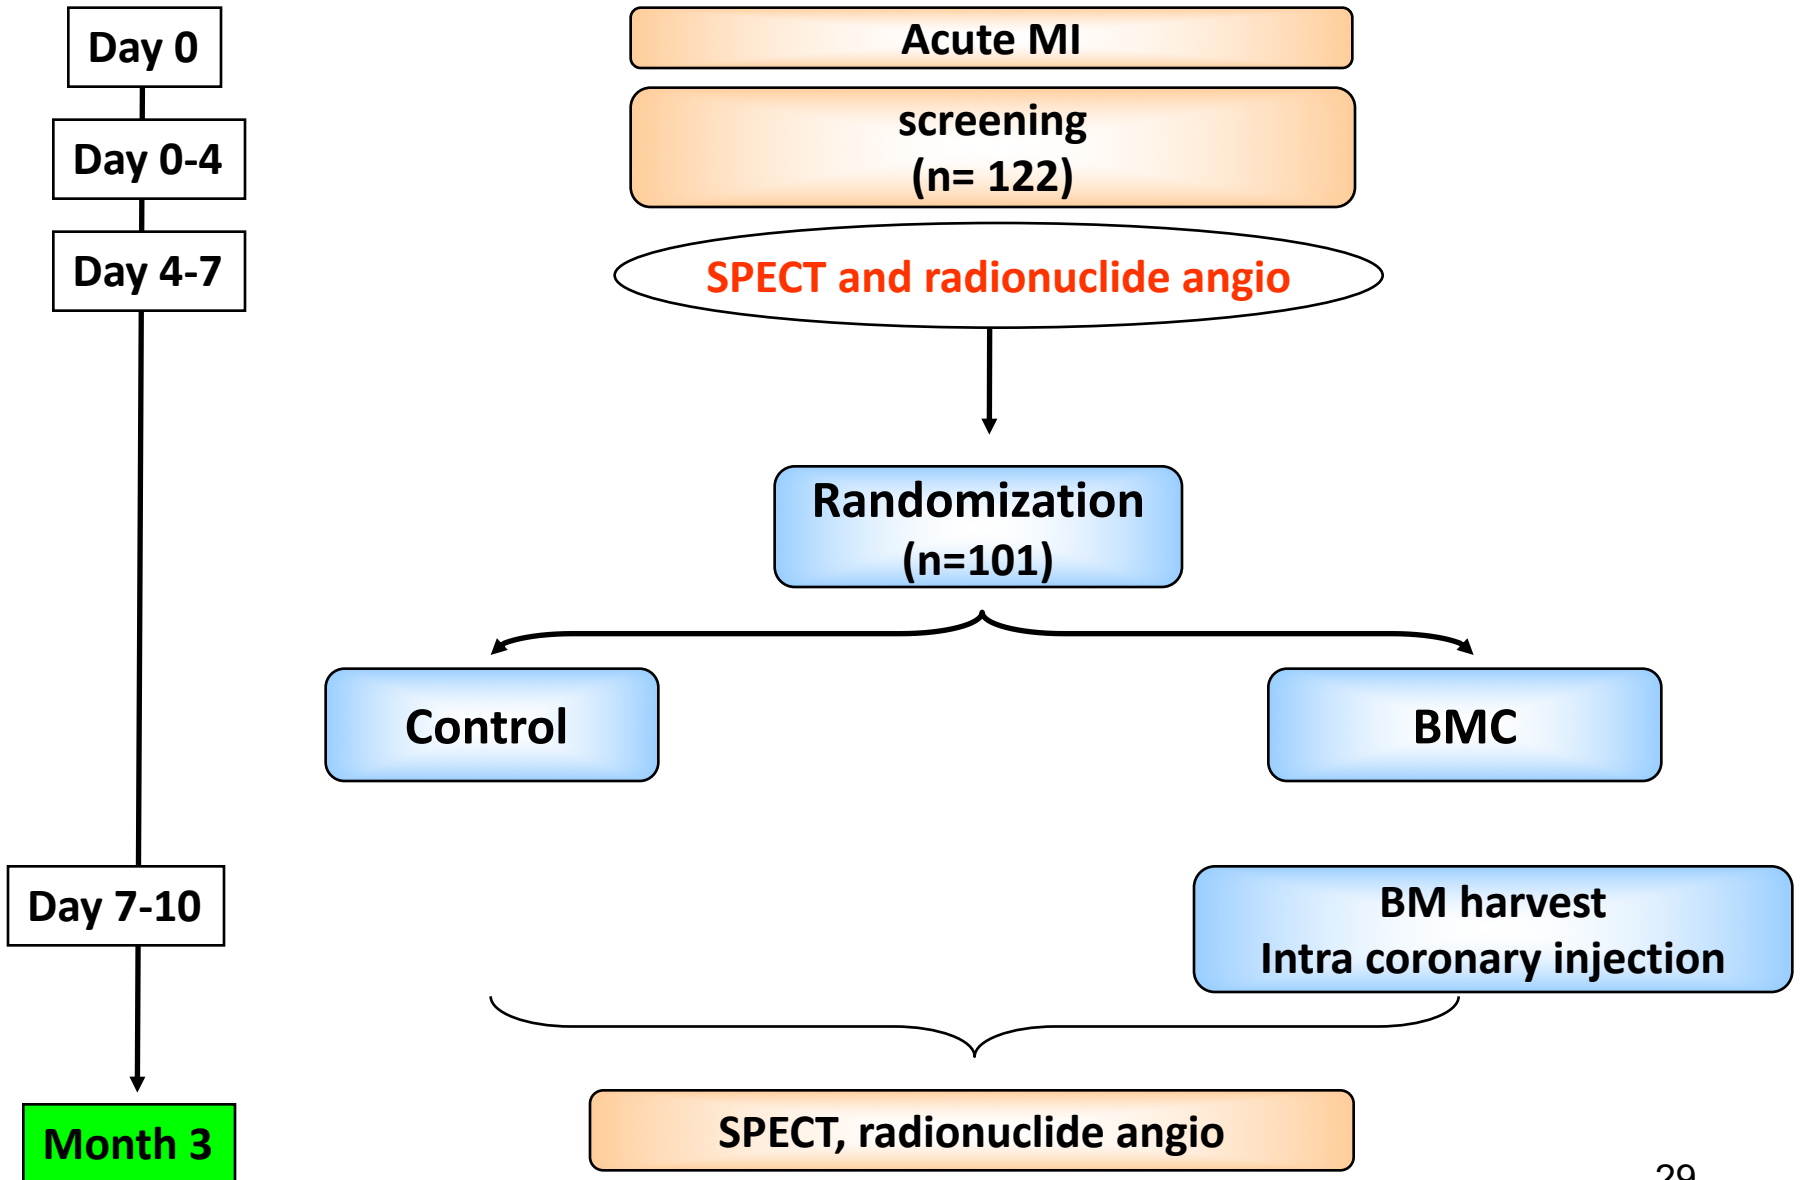 Day 0
Acute MI
Day 0-4
screening
(n= 122)
Day 4-7
SPECT and radionuclide angio
Randomization
(n=101)
Control
BMC
Day 7-10
BM harvest
Intra coronary injection
Month 3
SPECT, radionuclide angio
29